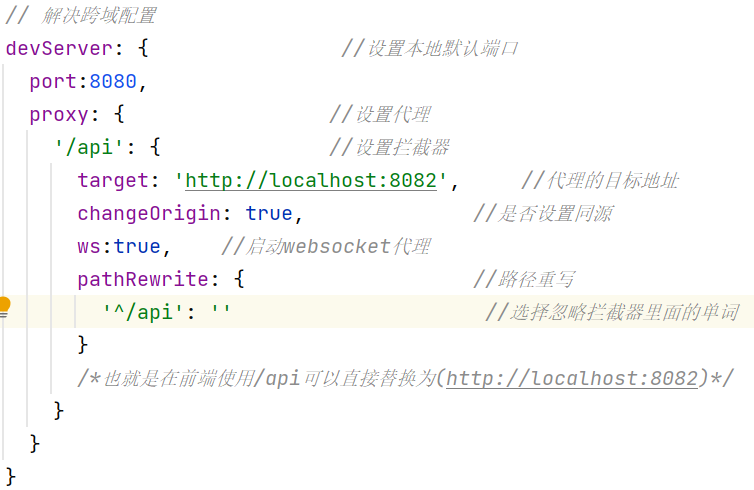 // 解决跨域配置
devServer: { //设置本地默认端口
port:8080,
proxy: { //设置代理
'/api': { //设置拦截器
target: 'http://localhost:8082', //代理的目标地址
changeOrigin: true, //是否设置同源
ws:true, //启动websocket代理
pathRewrite: { //路径重写
'^/api': '' //选择忽略拦截器里面的单词
}
/*也就是在前端使用/api可以直接替换为(http://localhost:8082)*/
}
}
}